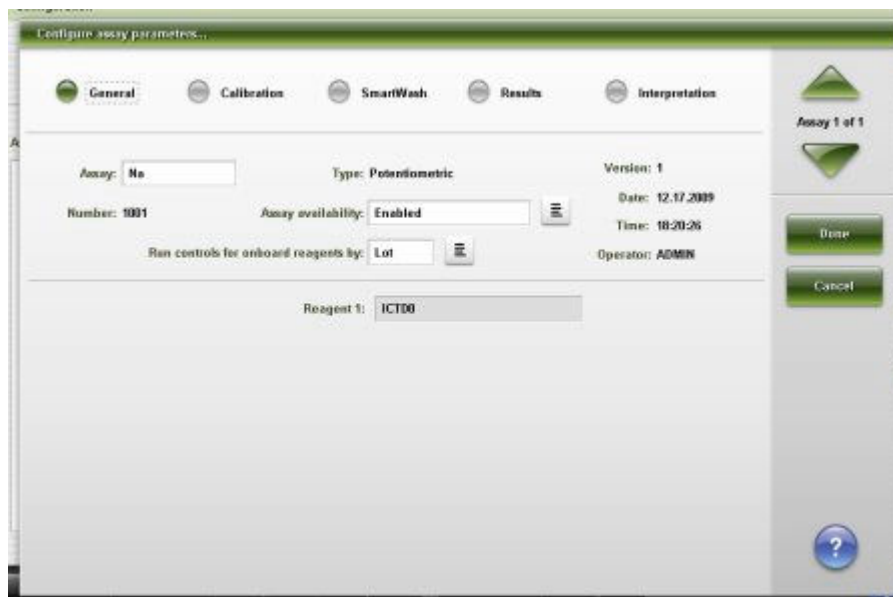 Configure assay parameters...
General
Calibration
SmartWash
Results
Interpretation
Assay 1 of 1
Assay: Na
Type: Potentiometric
Version: 1
Number: 1001
Assay availability: Enabled
Date: 12.17.2009
Time: 18:20:26
Run controls for onboard reagents by: Lot
Operator: ADMIN
Done
Cancel
Reagent 1: ICTD0
?